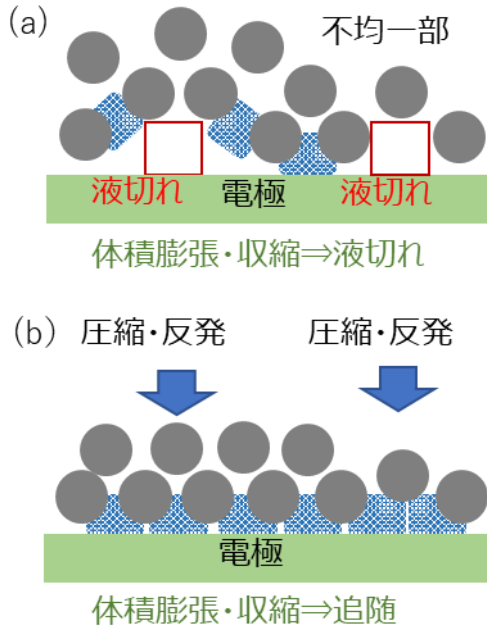 (a)
不均一部
液切れ 電極 液切れ
体積膨張・収縮⇒液切れ
(b) 圧縮・反発 圧縮・反発
電極
体積膨張・収縮⇒追随